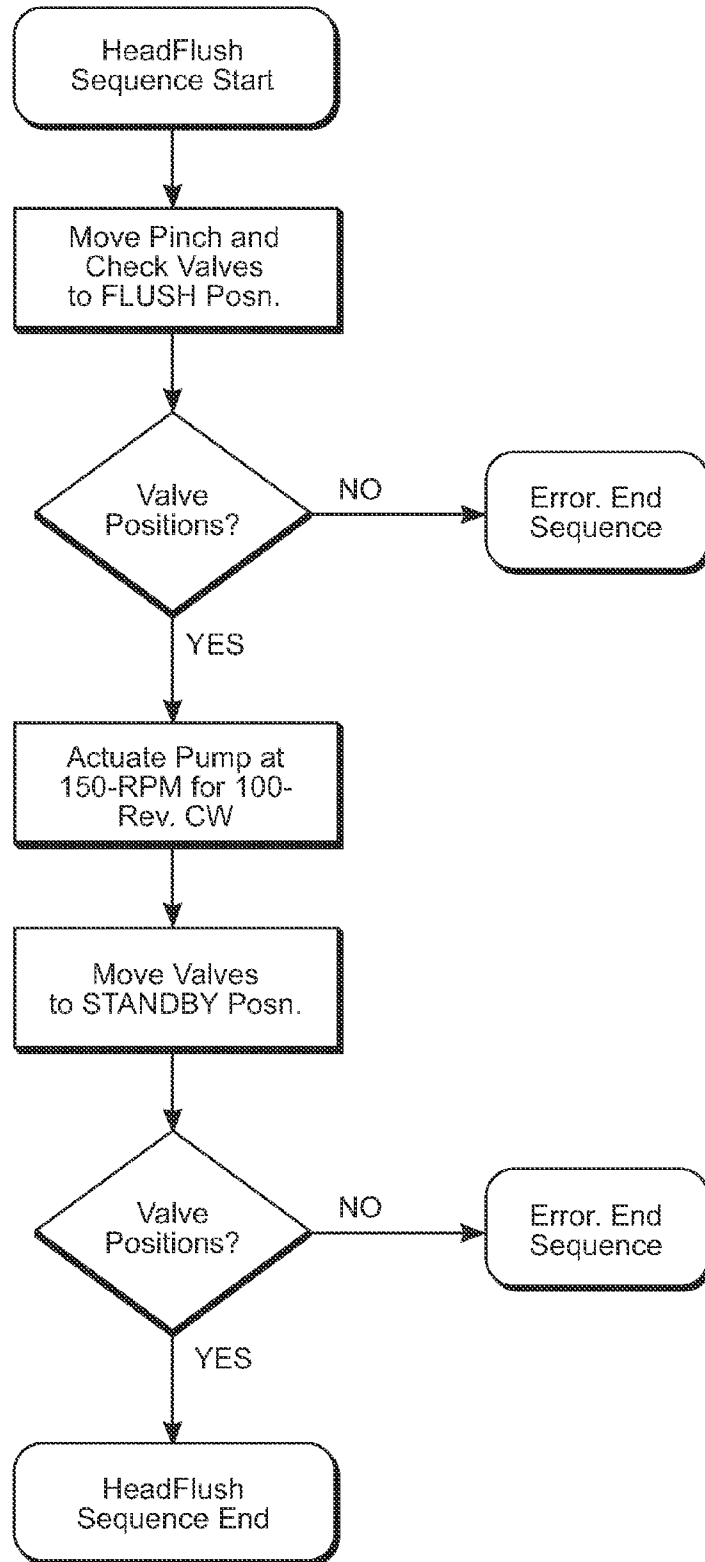 HeadFlush
Sequence Start
Move Pinch and
Check Valves
to FLUSH Posn.
Valve
Positions?
NO
Error. End
Sequence
YES
Actuate Pump at
150-RPM for 100-
Rev. CW
Move Valves
to STANDBY Posn.
Valve
Positions?
NO
Error. End
Sequence
YES
HeadFlush
Sequence End